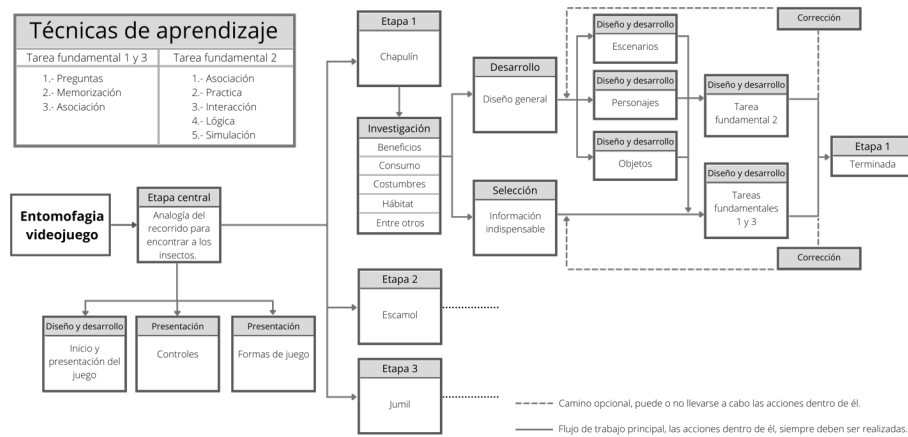 Técnicas de aprendizaje
Tarea fundamental 1 y 3
1.- Preguntas
2.- Memorización
3.- Asociación
Tarea fundamental 2
1.- Asociación
2.- Practica
3.- Interacción
4.- Lógica
5.- Simulación
Entomofagia
videojuego
Etapa central
Analogía del
recorrido para
encontrar a los
insectos.
Diseño y desarrollo
Inicio y
presentación del
juego
Presentación
Controles
Presentación
Formas de juego
Etapa 1
Chapulín
Investigación
Beneficios
Consumo
Costumbres
Hábitat
Entre otros
Etapa 2
Escamol
Etapa 3
Jumil
Desarrollo
Diseño general
Selección
Información
indispensable
Diseño y desarrollo
Escenarios
Diseño y desarrollo
Personajes
Diseño y desarrollo
Objetos
Diseño y desarrollo
Tarea
fundamental 2
Diseño y desarrollo
Tareas
fundamentales
1 y 3
Corrección
Corrección
Etapa 1
Terminada
Camino opcional, puede o no llevarse a cabo las acciones dentro de él.
Flujo de trabajo principal, las acciones dentro de él, siempre deben ser realizadas.